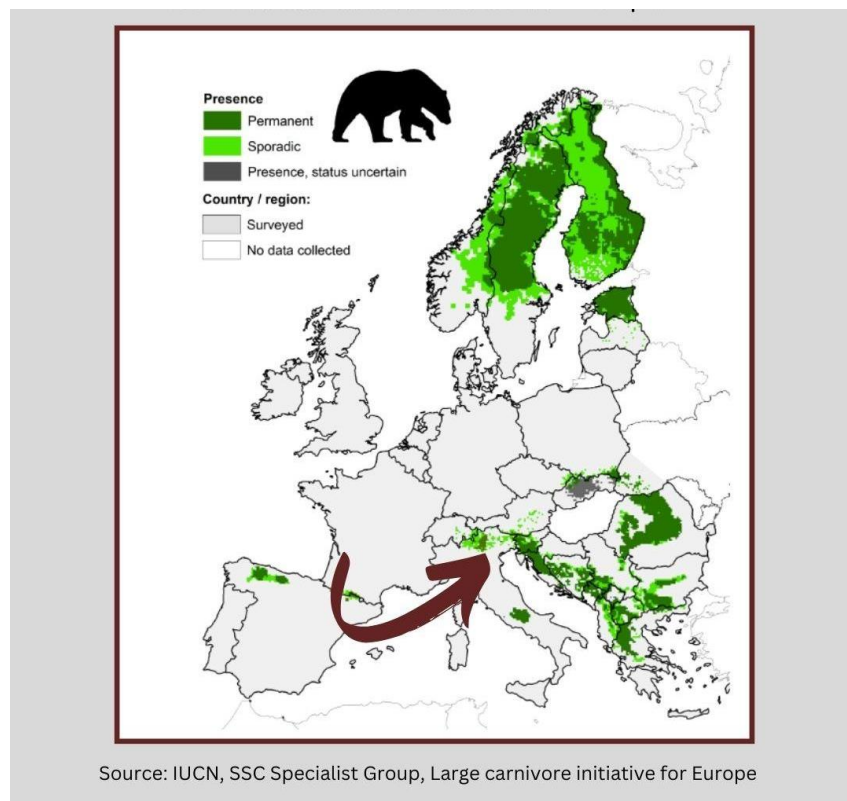 Presence
Permanent
Sporadic
Presence, status uncertain
Country / region:
Surveyed
No data collected
Source: IUCN, SSC Specialist Group, Large carnivore initiative for Europe